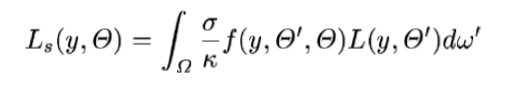 L_s(y, Θ) = ∫_Ω σ/κ f(y, Θ′, Θ)L(y, Θ′)dω′